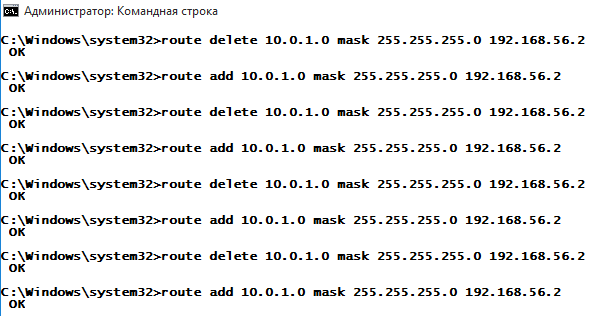 Администратор: Командная строка
C:\Windows\system32>route delete 10.0.1.0 mask 255.255.255.0 192.168.56.2
OK
C:\Windows\system32>route add 10.0.1.0 mask 255.255.255.0 192.168.56.2
OK
C:\Windows\system32>route delete 10.0.1.0 mask 255.255.255.0 192.168.56.2
OK
C:\Windows\system32>route add 10.0.1.0 mask 255.255.255.0 192.168.56.2
OK
C:\Windows\system32>route delete 10.0.1.0 mask 255.255.255.0 192.168.56.2
OK
C:\Windows\system32>route add 10.0.1.0 mask 255.255.255.0 192.168.56.2
OK
C:\Windows\system32>route delete 10.0.1.0 mask 255.255.255.0 192.168.56.2
OK
C:\Windows\system32>route add 10.0.1.0 mask 255.255.255.0 192.168.56.2
OK